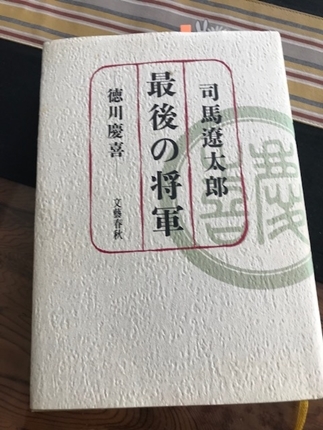 司馬遼太郎
最後の将軍
徳川慶喜
文藝春秋